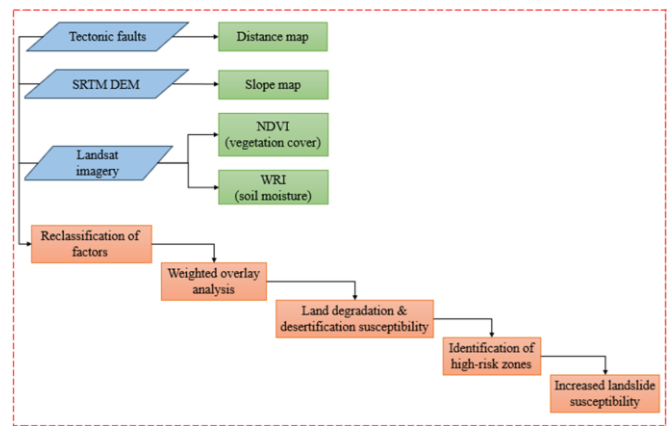 Tectonic faults
Distance map
SRTM DEM
Slope map
Landsat
imagery
NDVI
(vegetation cover)
WRI
(soil moisture)
Reclassification of
factors
Weighted overlay
analysis
Land degradation &
desertification susceptibility
Identification of
high-risk zones
Increased landslide
susceptibility